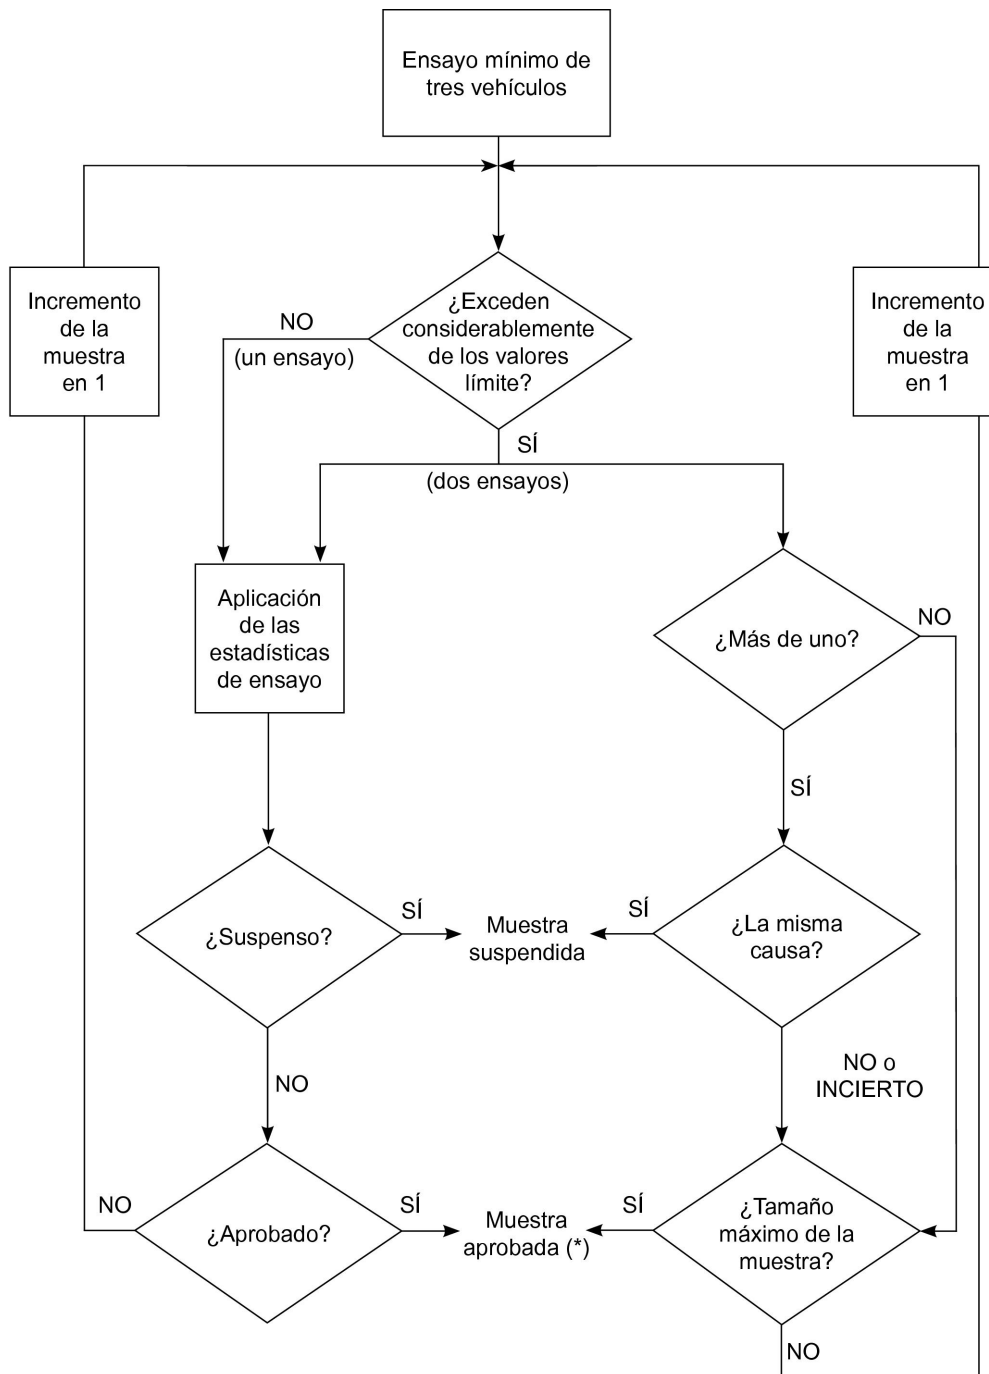 Ensayo mínimo de
tres vehículos
Incremento
de la
muestra
en 1
¿Exceden
considerablemente
de los valores
límite?
Incremento
de la
muestra
en 1
NO
(un ensayo)
SÍ
(dos ensayos)
Aplicación
de las
estadísticas
de ensayo
¿Más de uno?
NO
SÍ
¿Suspenso?
SÍ
Muestra
suspendida
SÍ
¿La misma
causa?
NO
NO o
INCIERTO
NO
¿Aprobado?
SÍ
Muestra
aprobada (*)
SÍ
¿Tamaño
máximo de la
muestra?
NO